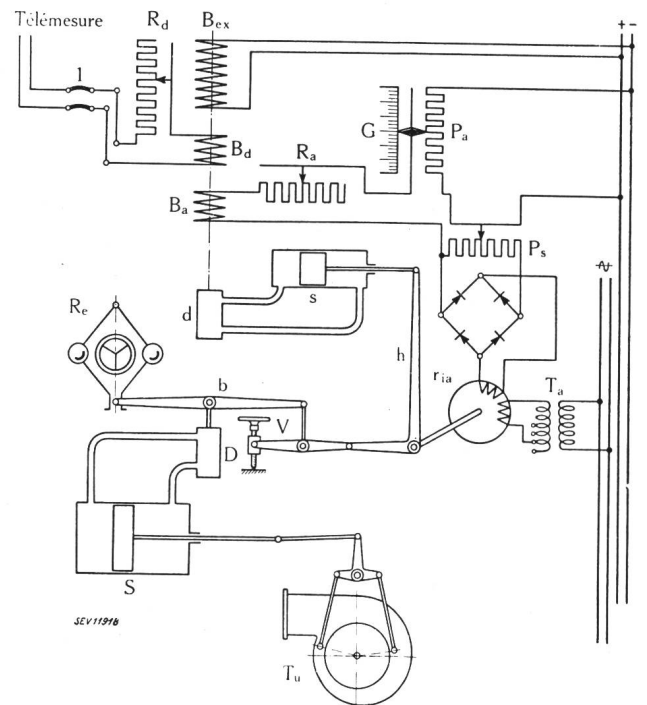 Télémesure
R_d
B_ex
+ -
1
G
P_a
B_d
R_a
B_a
P_s
s
d
R_e
h
b
r_ia
T_a
V
D
S
SEV11918
T_u